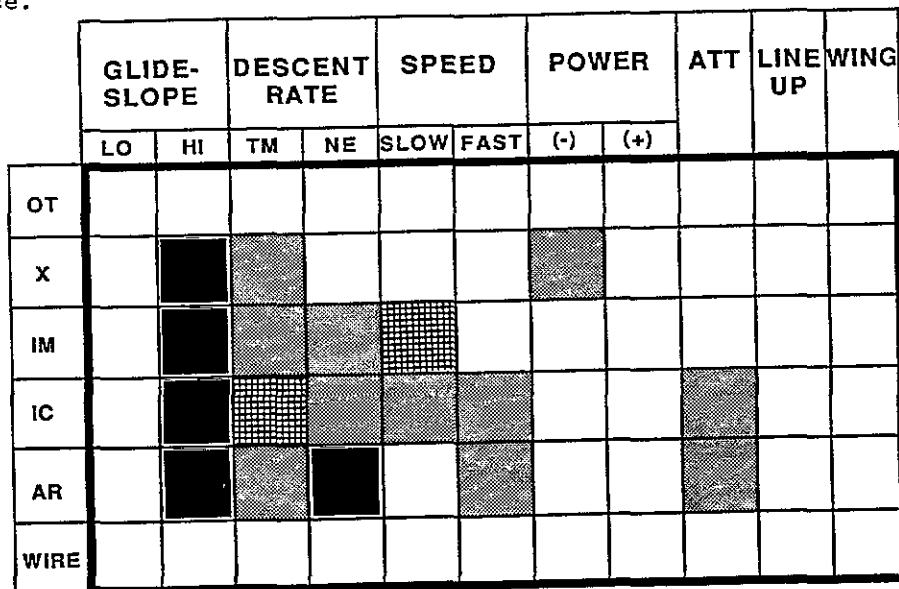 ce.
GLIDE- DESCENT SPEED POWER ATT LINE WING
SLOPE RATE UP
LO HI TM NE SLOW FAST (-) (+)
OT
X
IM
IC
AR
WIRE